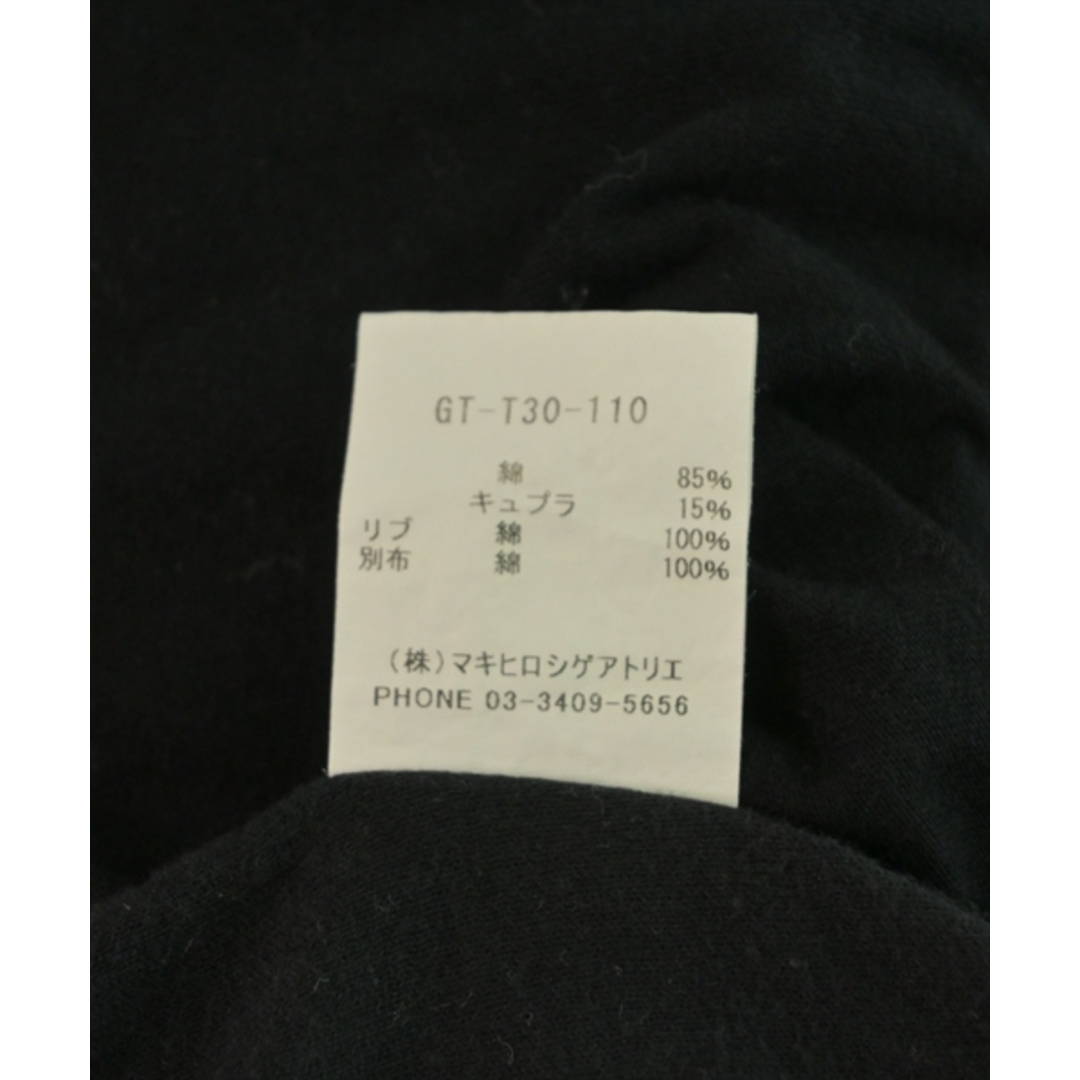 GT-T30-110
綿 85%
キュプラ 15%
リブ 綿 100%
別布 綿 100%
(株)マキヒロシゲアトリエ
PHONE 03-3409-5656